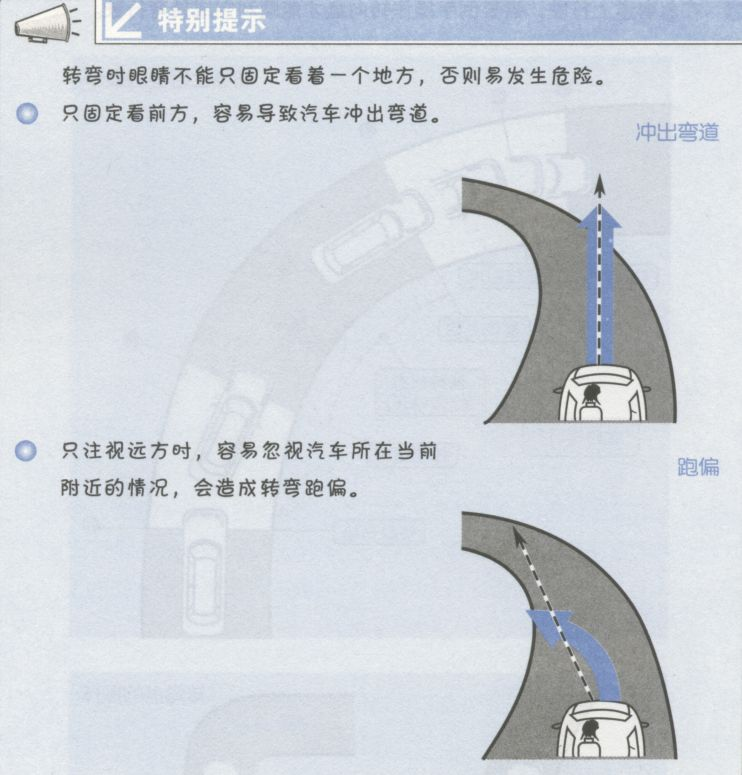 特别提示
转弯时眼睛不能只固定看着一个地方，否则易发生危险。
只固定看前方，容易导致汽车冲出弯道。
冲出弯道
只注视远方时，容易忽视汽车所在当前
附近的情况，会造成转弯跑偏。
跑偏